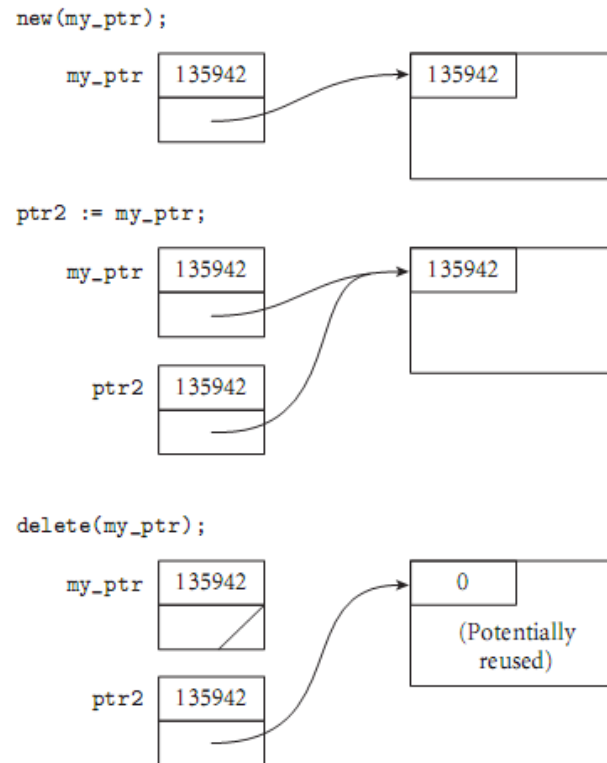 new(my_ptr);
my_ptr 135942 135942
ptr2 := my_ptr;
my_ptr 135942 135942
ptr2 135942
delete(my_ptr);
my_ptr 135942 0
(Potentially
reused)
ptr2 135942